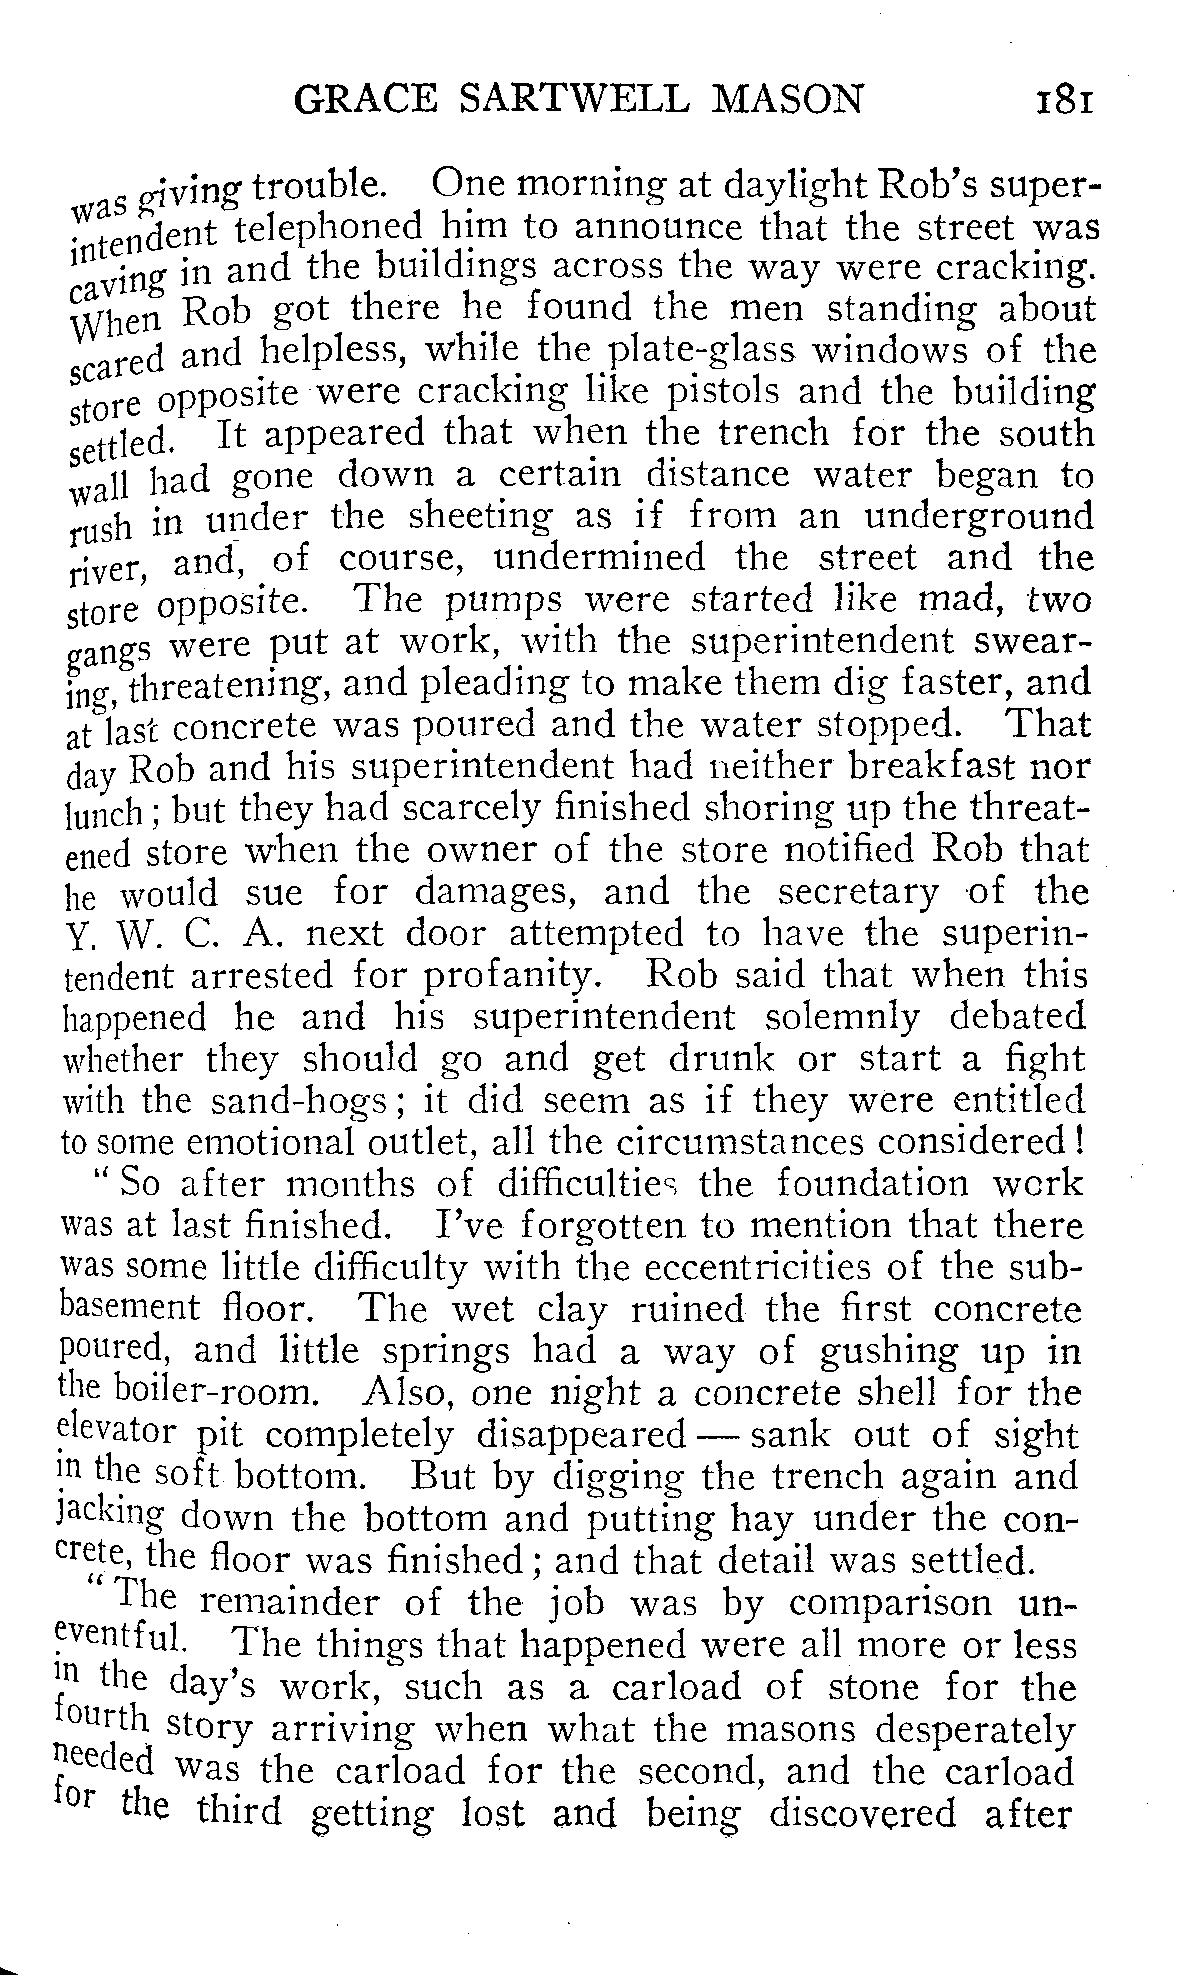 GRACE SARTWELL MASON 181
was giving trouble. One morning at daylight Rob's super-
intendent telephoned him to announce that the street was
caving in and the buildings across the way were cracking.
When Rob got there he found the men standing about
scared and helpless, while the plate-glass windows of the
store opposite were cracking like pistols and the building
settled. It appeared that when the trench for the south
wall had gone down a certain distance water began to
rush in under the sheeting as if from an underground
river, and, of course, undermined the street and the
store opposite. The pumps were started like mad, two
gangs were put at work, with the superintendent swear-
ing, threatening, and pleading to make them dig faster, and
at last concrete was poured and the water stopped. That
day Rob and his superintendent had neither breakfast nor
lunch; but they had scarcely finished shoring up the threat-
ened store when the owner of the store notified Rob that
he would sue for damages, and the secretary of the
Y. W. C. A. next door attempted to have the superin-
tendent arrested for profanity. Rob said that when this
happened he and his superintendent solemnly debated
whether they should go and get drunk or start a fight
with the sand-hogs; it did seem as if they were entitled
to some emotional outlet, all the circumstances considered!
"So after months of difficulties the foundation work
was at last finished. I've forgotten to mention that there
was some little difficulty with the eccentricities of the sub-
basement floor. The wet clay ruined the first concrete
poured, and little springs had a way of gushing up in
the boiler-room. Also, one night a concrete shell for the
elevator pit completely disappeared — sank out of sight
in the soft bottom. But by digging the trench again and
jacking down the bottom and putting hay under the con-
crete, the floor was finished; and that detail was settled.
"The remainder of the job was by comparison un-
eventful. The things that happened were all more or less
in the day's work, such as a carload of stone for the
fourth story arriving when what the masons desperately
needed was the carload for the second, and the carload
for the third getting lost and being discovered after